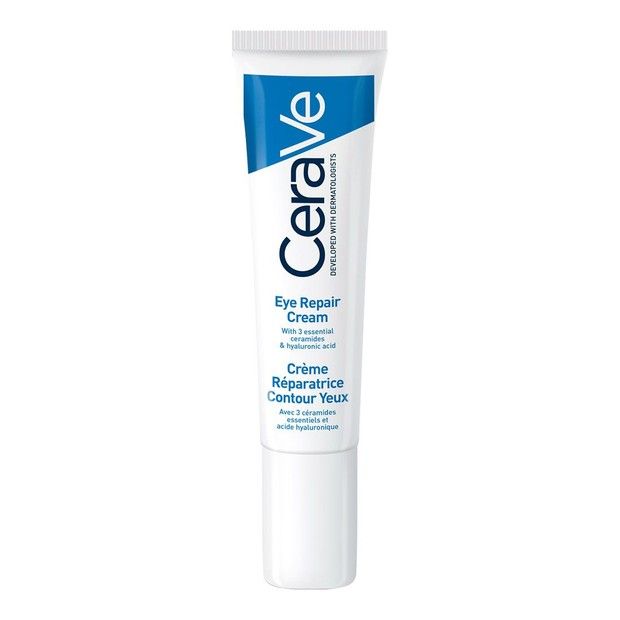 CeraVe
DEVELOPED WITH DERMATOLOGISTS
Eye Repair
Cream
With 3 essential
ceramides
& hyaluronic acid
Crème
Réparatrice
Contour Yeux
Avec 3 céramides
essentiels et
acide hyaluronique